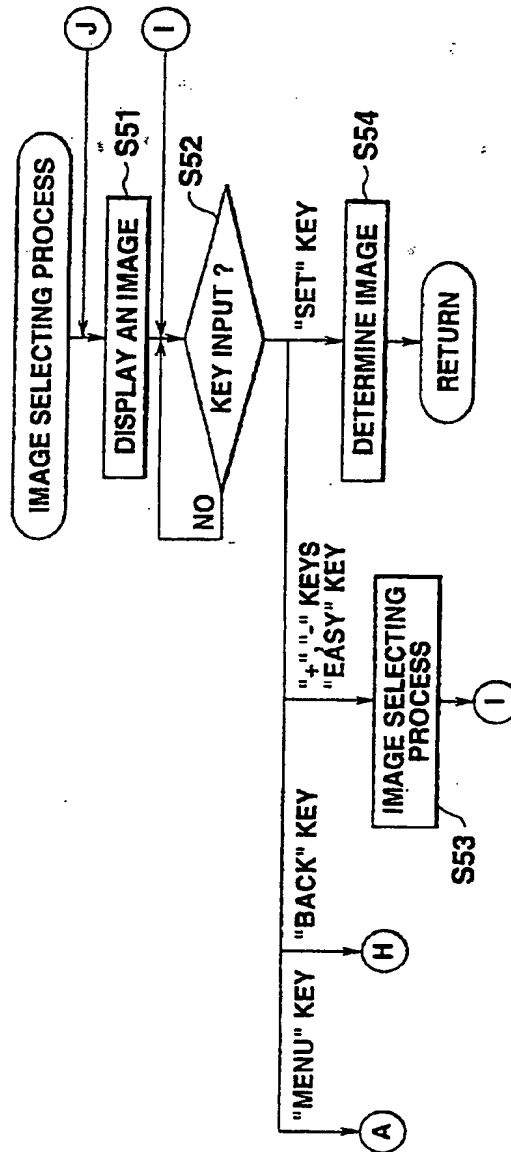 IMAGE SELECTING PROCESS
J
DISPLAY AN IMAGE
S51
I
KEY INPUT ?
S52
NO
"MENU" KEY
"BACK" KEY
"+" "-" KEYS
"EASY" KEY
"SET" KEY
A
H
IMAGE SELECTING
PROCESS
S53
I
DETERMINE IMAGE
S54
RETURN